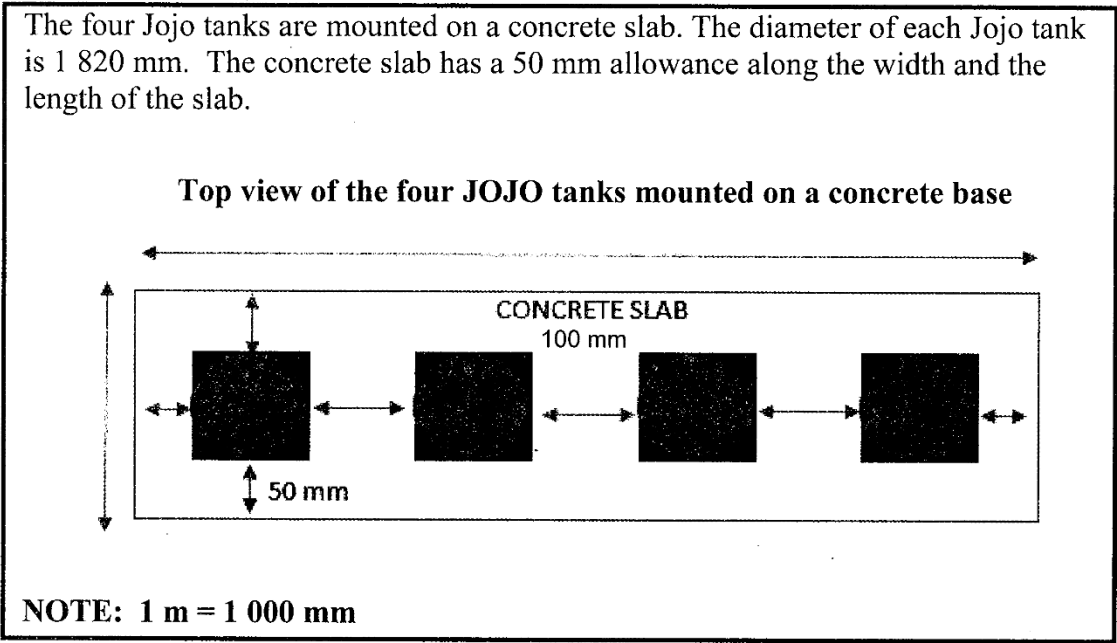 The four Jojo tanks are mounted on a concrete slab. The diameter of each Jojo tank
is 1 820 mm. The concrete slab has a 50 mm allowance along the width and the
length of the slab.
Top view of the four JOJO tanks mounted on a concrete base
CONCRETE SLAB
100 mm
50 mm
NOTE: 1 m = 1 000 mm